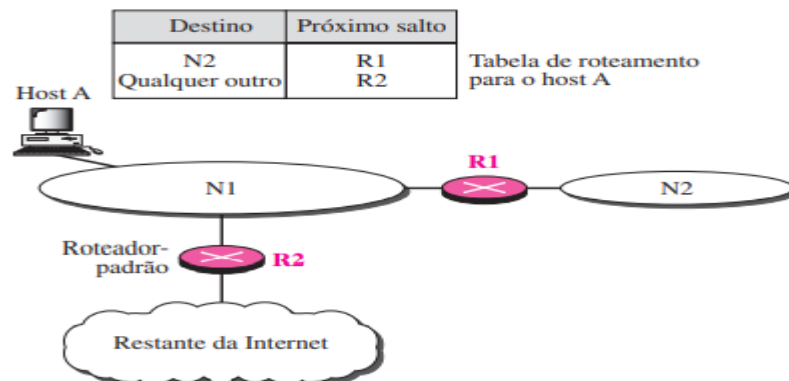 Destino Próximo salto
N2 R1
Qualquer outro R2
Tabela de roteamento
para o host A
Host A
R1
N1
N2
Roteador-
padrão
R2
Restante da Internet